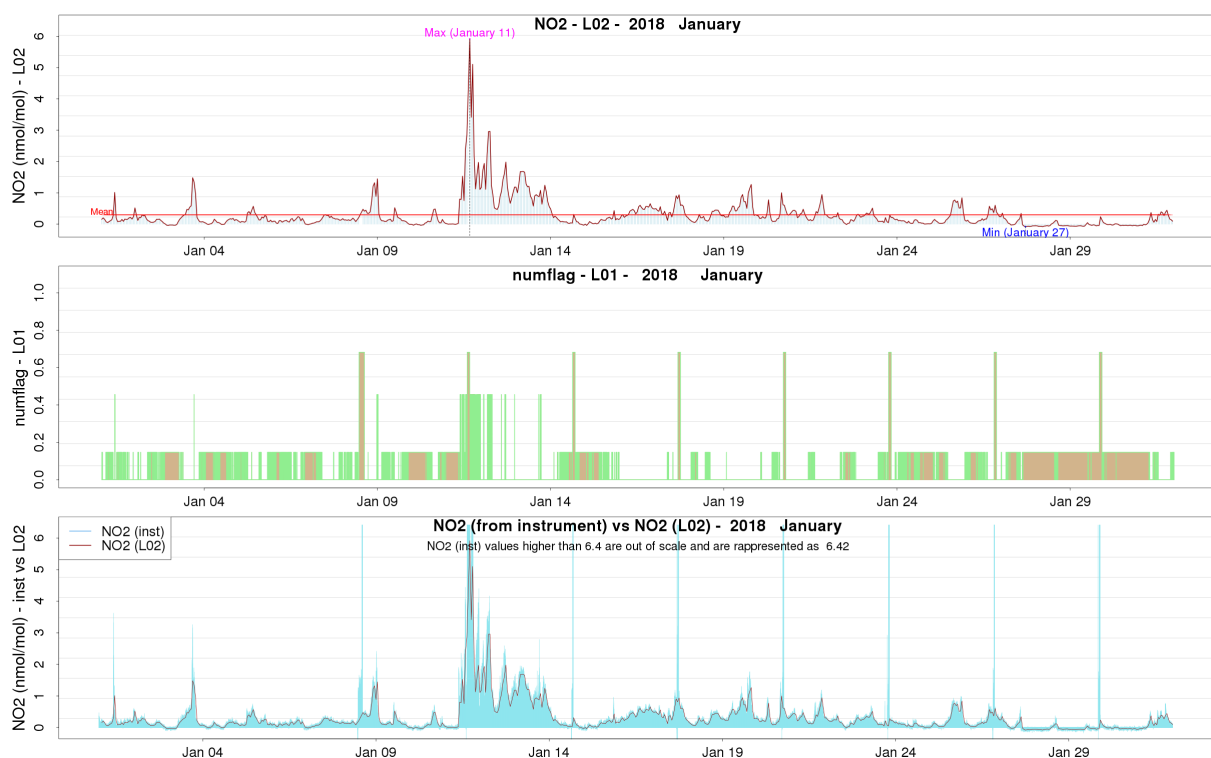 NO2 - L02 -  2018   January
NO2 (nmol/mol) - L02
6
5
4
3
2
1
0
Max (January 11)
Mean
Min (January 27)
Jan 04
Jan 09
Jan 14
Jan 19
Jan 24
Jan 29
numflag - L01 -   2018     January
numflag - L01
1.0
0.8
0.6
0.4
0.2
0.0
Jan 04
Jan 09
Jan 14
Jan 19
Jan 24
Jan 29
NO2 (from instrument) vs NO2 (L02) -  2018   January
NO2 (inst) values higher than 6.4 are out of scale and are rappresented as  6.42
NO2 (inst)
NO2 (L02)
NO2 (nmol/mol) - inst vs L02
6
5
4
3
2
1
0
Jan 04
Jan 09
Jan 14
Jan 19
Jan 24
Jan 29